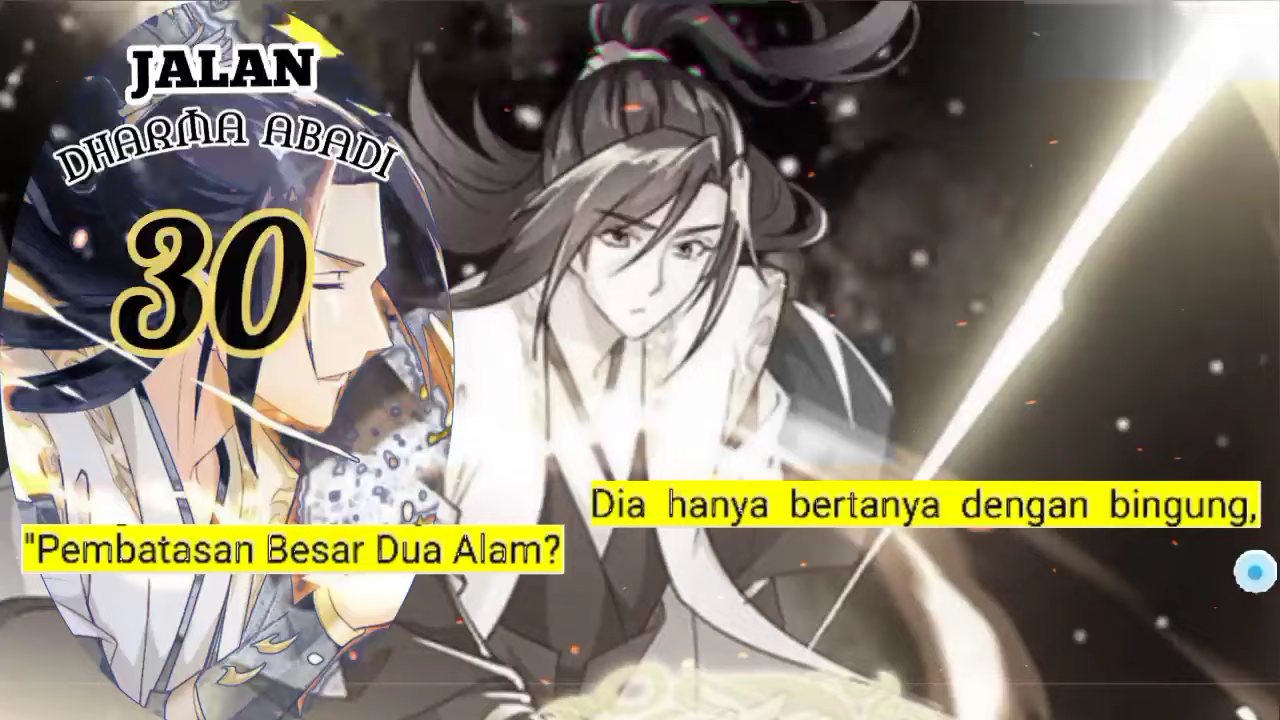 JALAN
DHARMA ABADI
30
Dia hanya bertanya dengan bingung,
"Pembatasan Besar Dua Alam?